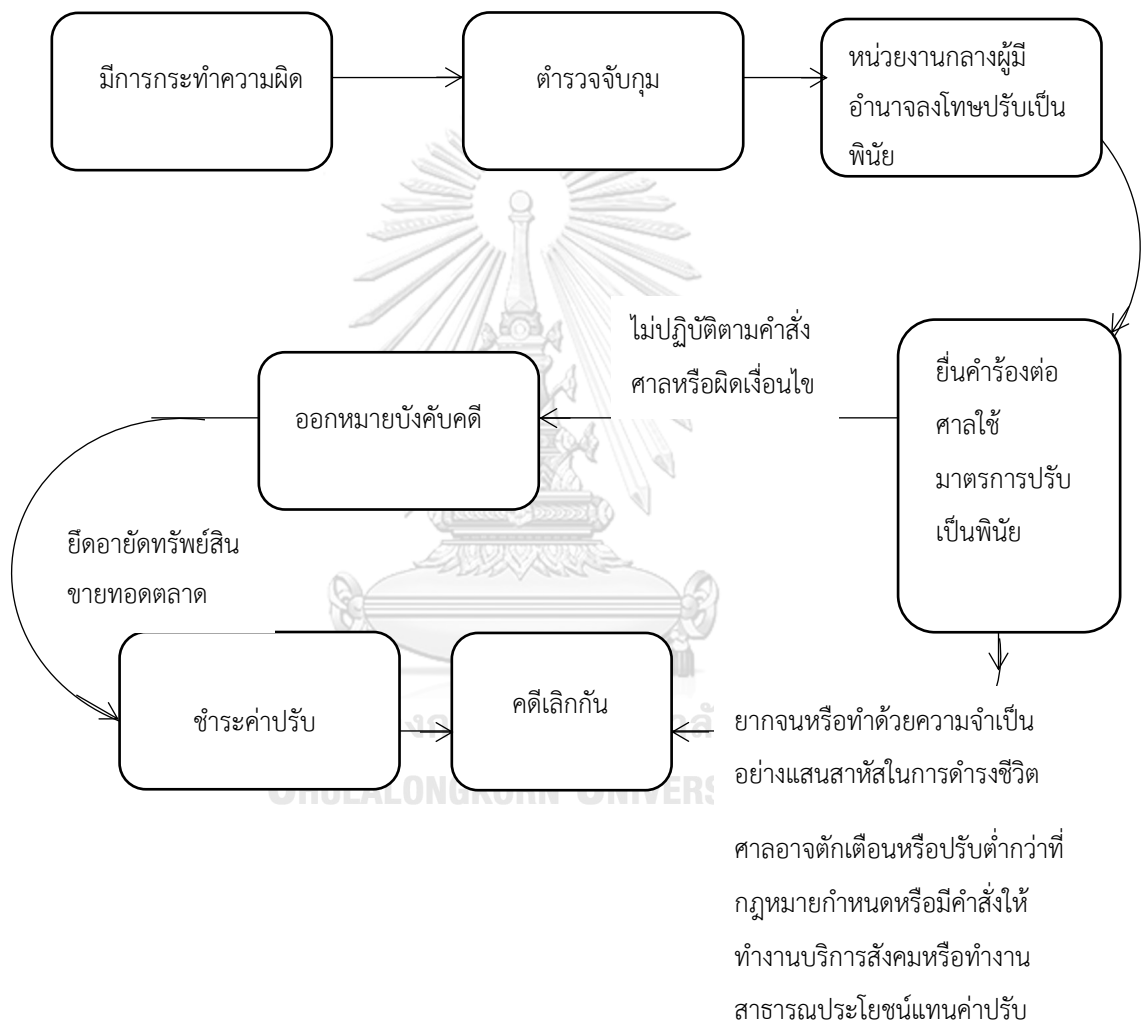 มีการกระทำความผิด
ตำรวจจับกุม
หน่วยงานกลางผู้มี
อำนาจลงโทษปรับเป็น
พินัย
ไม่ปฏิบัติตามคำสั่ง
ศาลหรือผิดเงื่อนไข
ยื่นคำร้องต่อ
ศาลใช้
มาตรการปรับ
เป็นพินัย
ออกหมายบังคับคดี
ยึดอายัดทรัพย์สิน
ขายทอดตลาด
ชำระค่าปรับ
คดีเลิกกัน
ยากจนหรือทำด้วยความจำเป็น
อย่างแสนสาหัสในการดำรงชีวิต
ศาลอาจตักเตือนหรือปรับต่ำกว่าที่
กฎหมายกำหนดหรือมีคำสั่งให้
ทำงานบริการสังคมหรือทำงาน
สาธารณประโยชน์แทนค่าปรับ